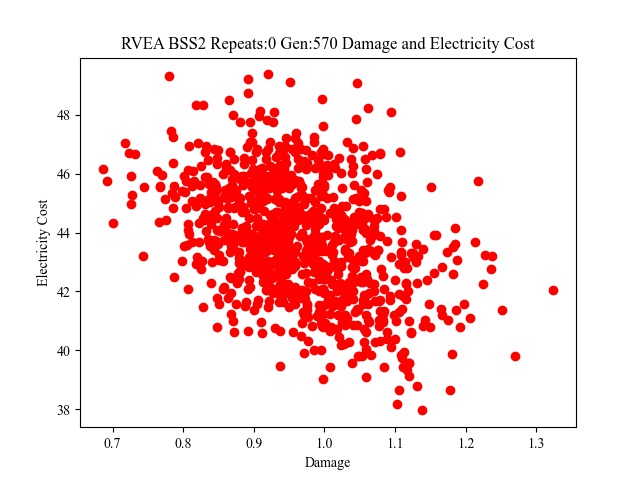 RVEA BSS2 Repeats:0 Gen:570 Damage and Electricity Cost
48
46
44
42
40
38
Electricity Cost
0.7 0.8 0.9 1.0 1.1 1.2 1.3
Damage